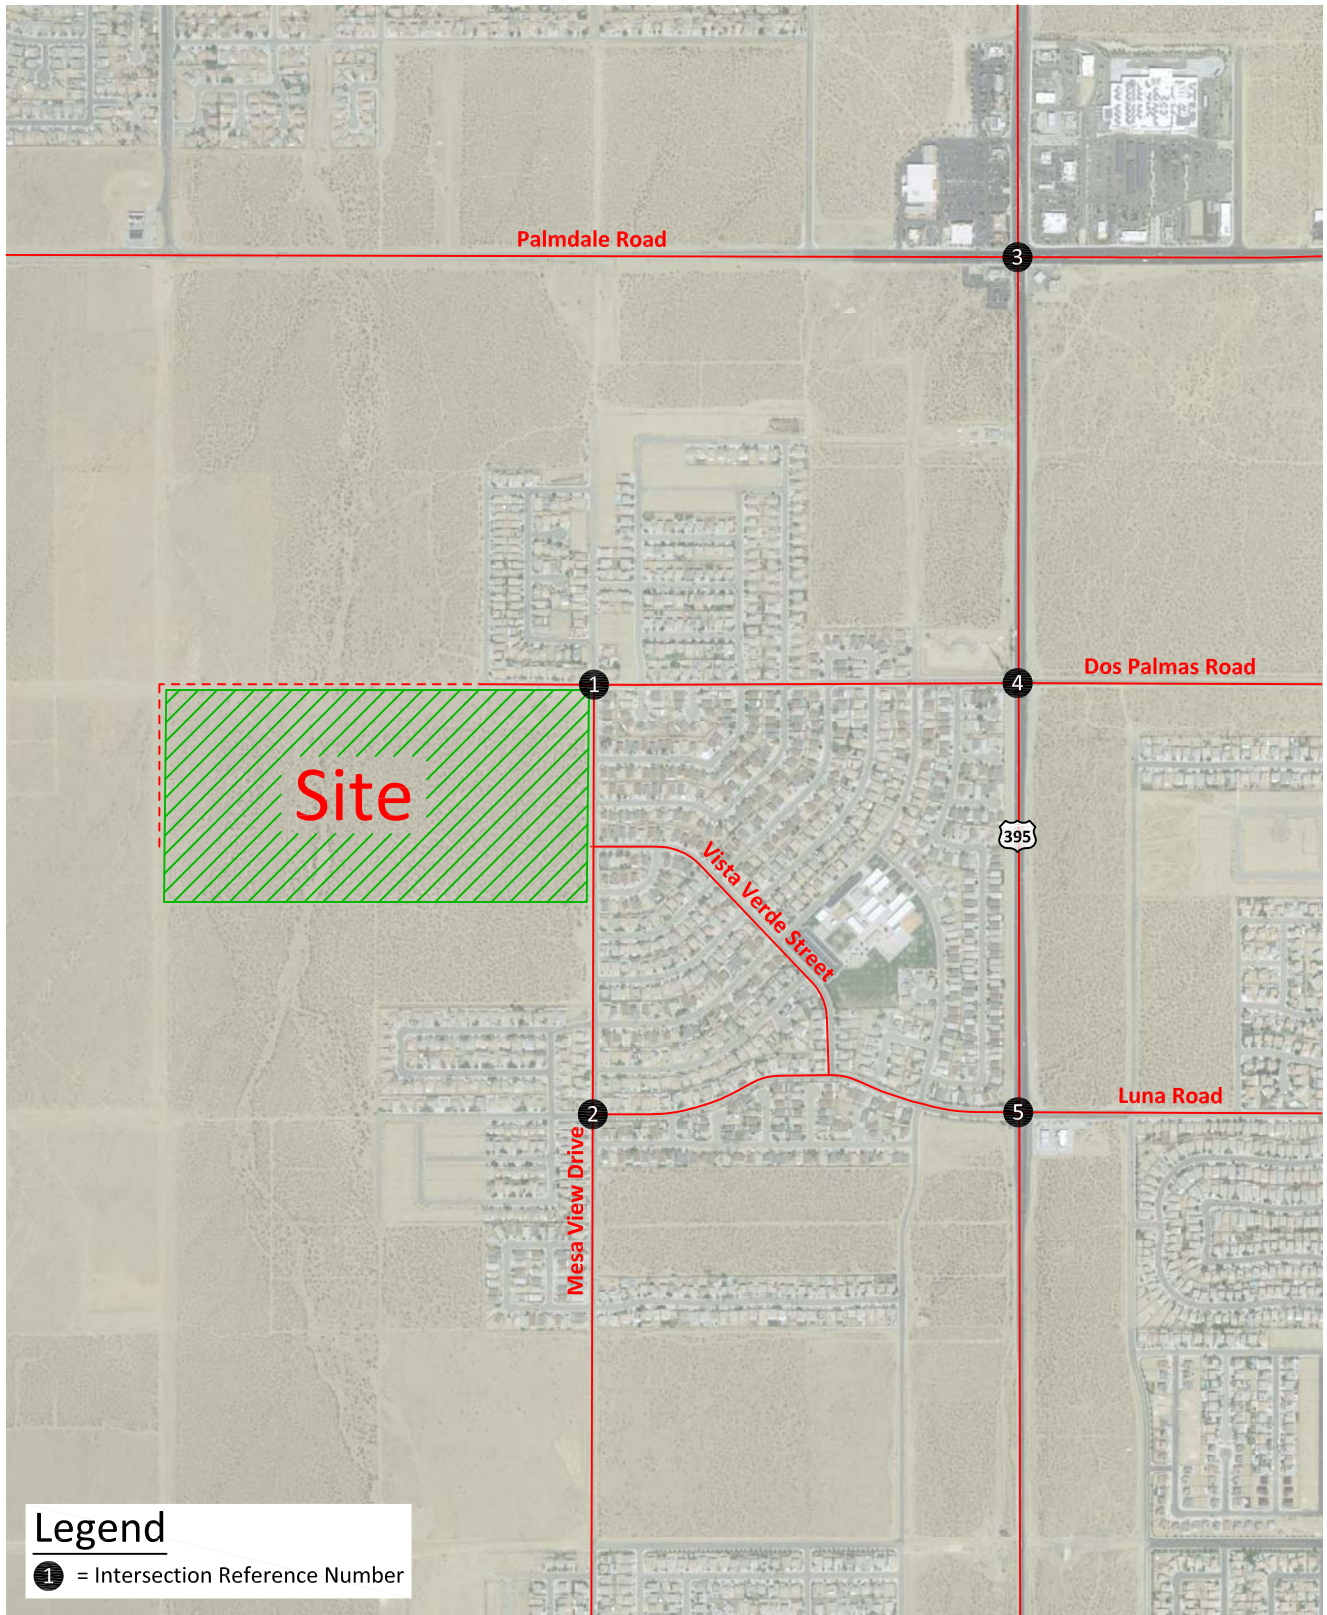 Palmdale Road
3
1
4
Dos Palmas Road
Site
395
Vista Verde Street
Luna Road
2
5
Mesa View Drive
Legend
1 = Intersection Reference Number